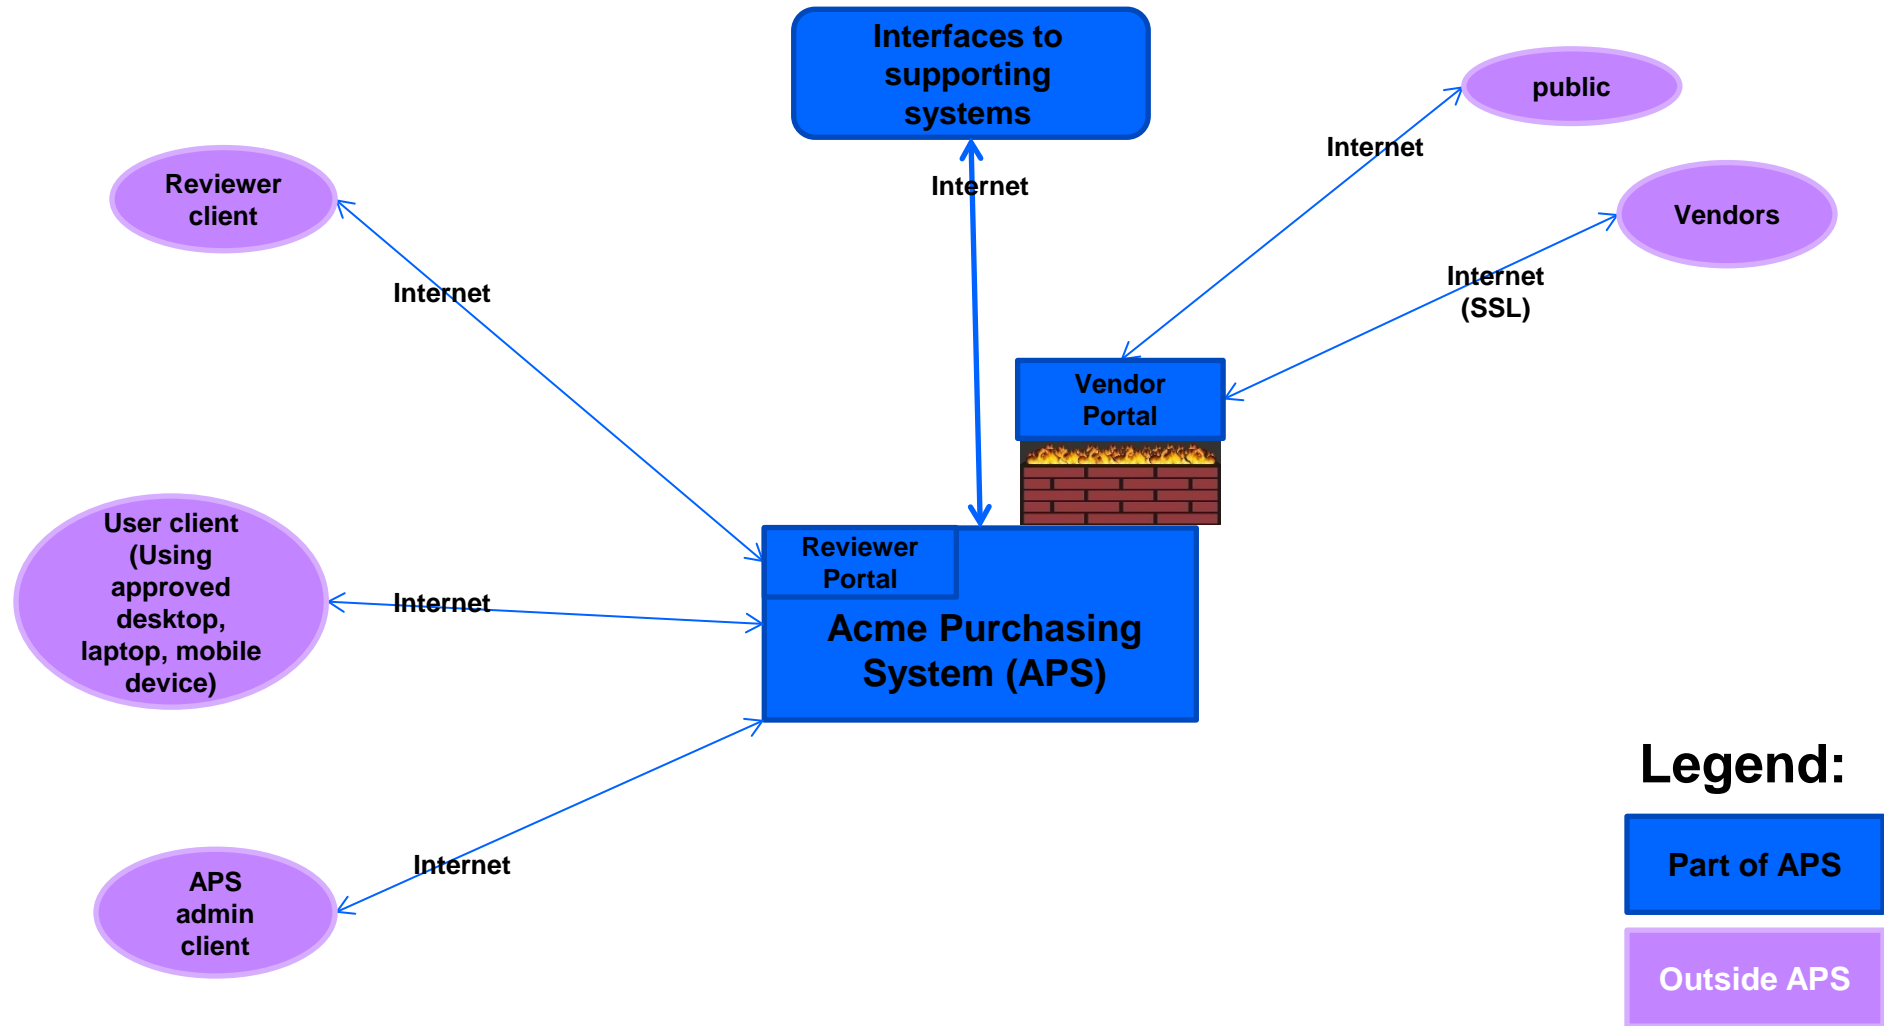 Interfaces to
supporting
systems
public
Internet
Internet
Reviewer
client
Vendors
Internet
Internet
(SSL)
Vendor
Portal
User client
(Using
approved
desktop,
laptop, mobile
device)
Internet
Reviewer
Portal
Acme Purchasing
System (APS)
Internet
APS
admin
client
Legend:
Part of APS
Outside APS